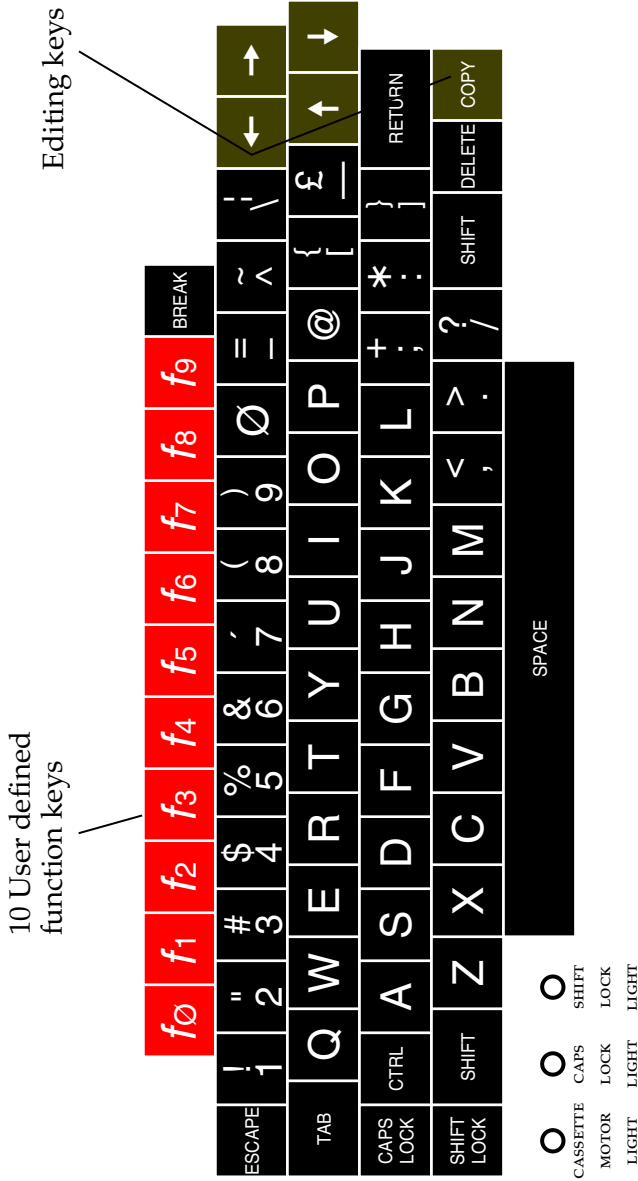 10 User defined
function keys
Editing keys
fØ f1 f2 f3 f4 f5 f6 f7 f8 f9 BREAK
ESCAPE ! 1 " 2 # 3 $ 4 % 5 & 6 ´ 7 ( 8 ) 9 Ø = — ~ ^ ¦ \ ← →
TAB Q W E R T Y U I O P @ { [ £ _ ↑ ↓
CAPS LOCK CTRL A S D F G H J K L + ; * : } ] RETURN
SHIFT LOCK SHIFT Z X C V B N M < , > . ? / SHIFT DELETE COPY
SPACE
CASSETTE
MOTOR
LIGHT
CAPS
LOCK
LIGHT
SHIFT
LOCK
LIGHT